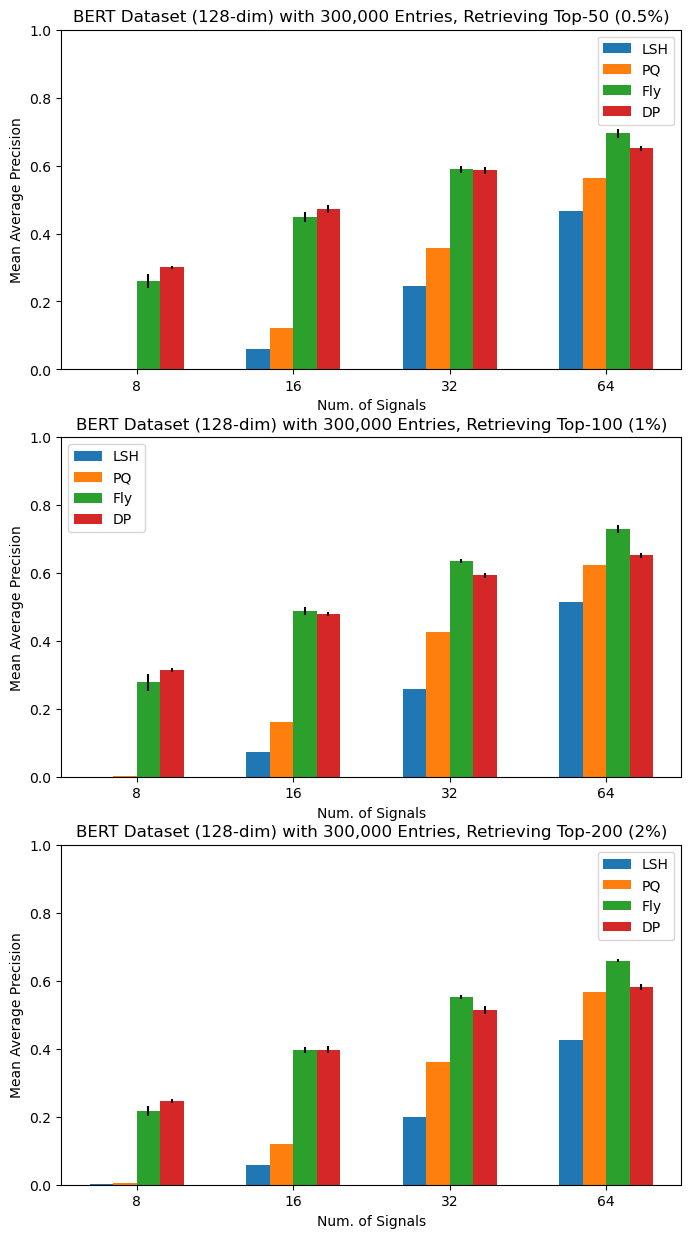 BERT Dataset (128-dim) with 300,000 Entries, Retrieving Top-50 (0.5%)
1.0
0.8
0.6
0.4
0.2
0.0
Mean Average Precision
LSH
PQ
Fly
DP
8 16 32 64
Num. of Signals
BERT Dataset (128-dim) with 300,000 Entries, Retrieving Top-100 (1%)
1.0
0.8
0.6
0.4
0.2
0.0
Mean Average Precision
LSH
PQ
Fly
DP
8 16 32 64
Num. of Signals
BERT Dataset (128-dim) with 300,000 Entries, Retrieving Top-200 (2%)
1.0
0.8
0.6
0.4
0.2
0.0
Mean Average Precision
LSH
PQ
Fly
DP
8 16 32 64
Num. of Signals